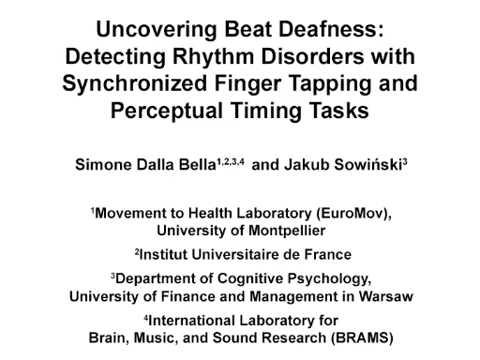 Uncovering Beat Deafness:
Detecting Rhythm Disorders with
Synchronized Finger Tapping and
Perceptual Timing Tasks
Simone Dalla Bella1,2,3,4 and Jakub Sowiński3
1Movement to Health Laboratory (EuroMov),
University of Montpellier
2Institut Universitaire de France
3Department of Cognitive Psychology,
University of Finance and Management in Warsaw
4International Laboratory for
Brain, Music, and Sound Research (BRAMS)